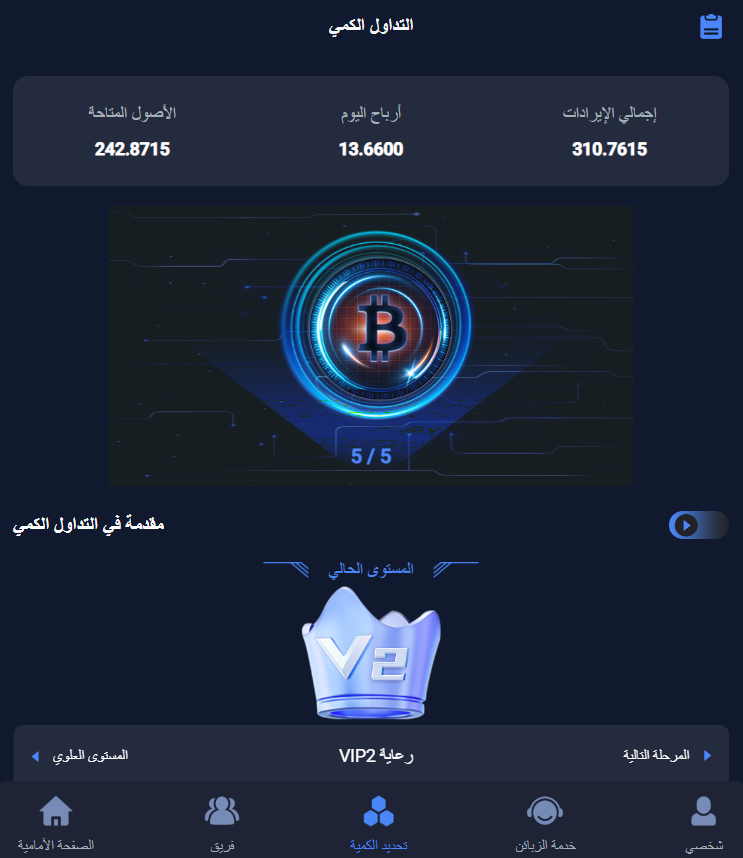 التداول الكمي
إجمالي الإيرادات
310.7615
أرباح اليوم
13.6600
الأصول المتاحة
242.8715
5 / 5
مقدمة في التداول الكمي
المستوى الحالي
V2
المرحلة التالية
رعاية VIP2
المستوى العلوي
شخصي
خدمة الزبائن
تحديد الكمية
فريق
الصفحة الأمامية